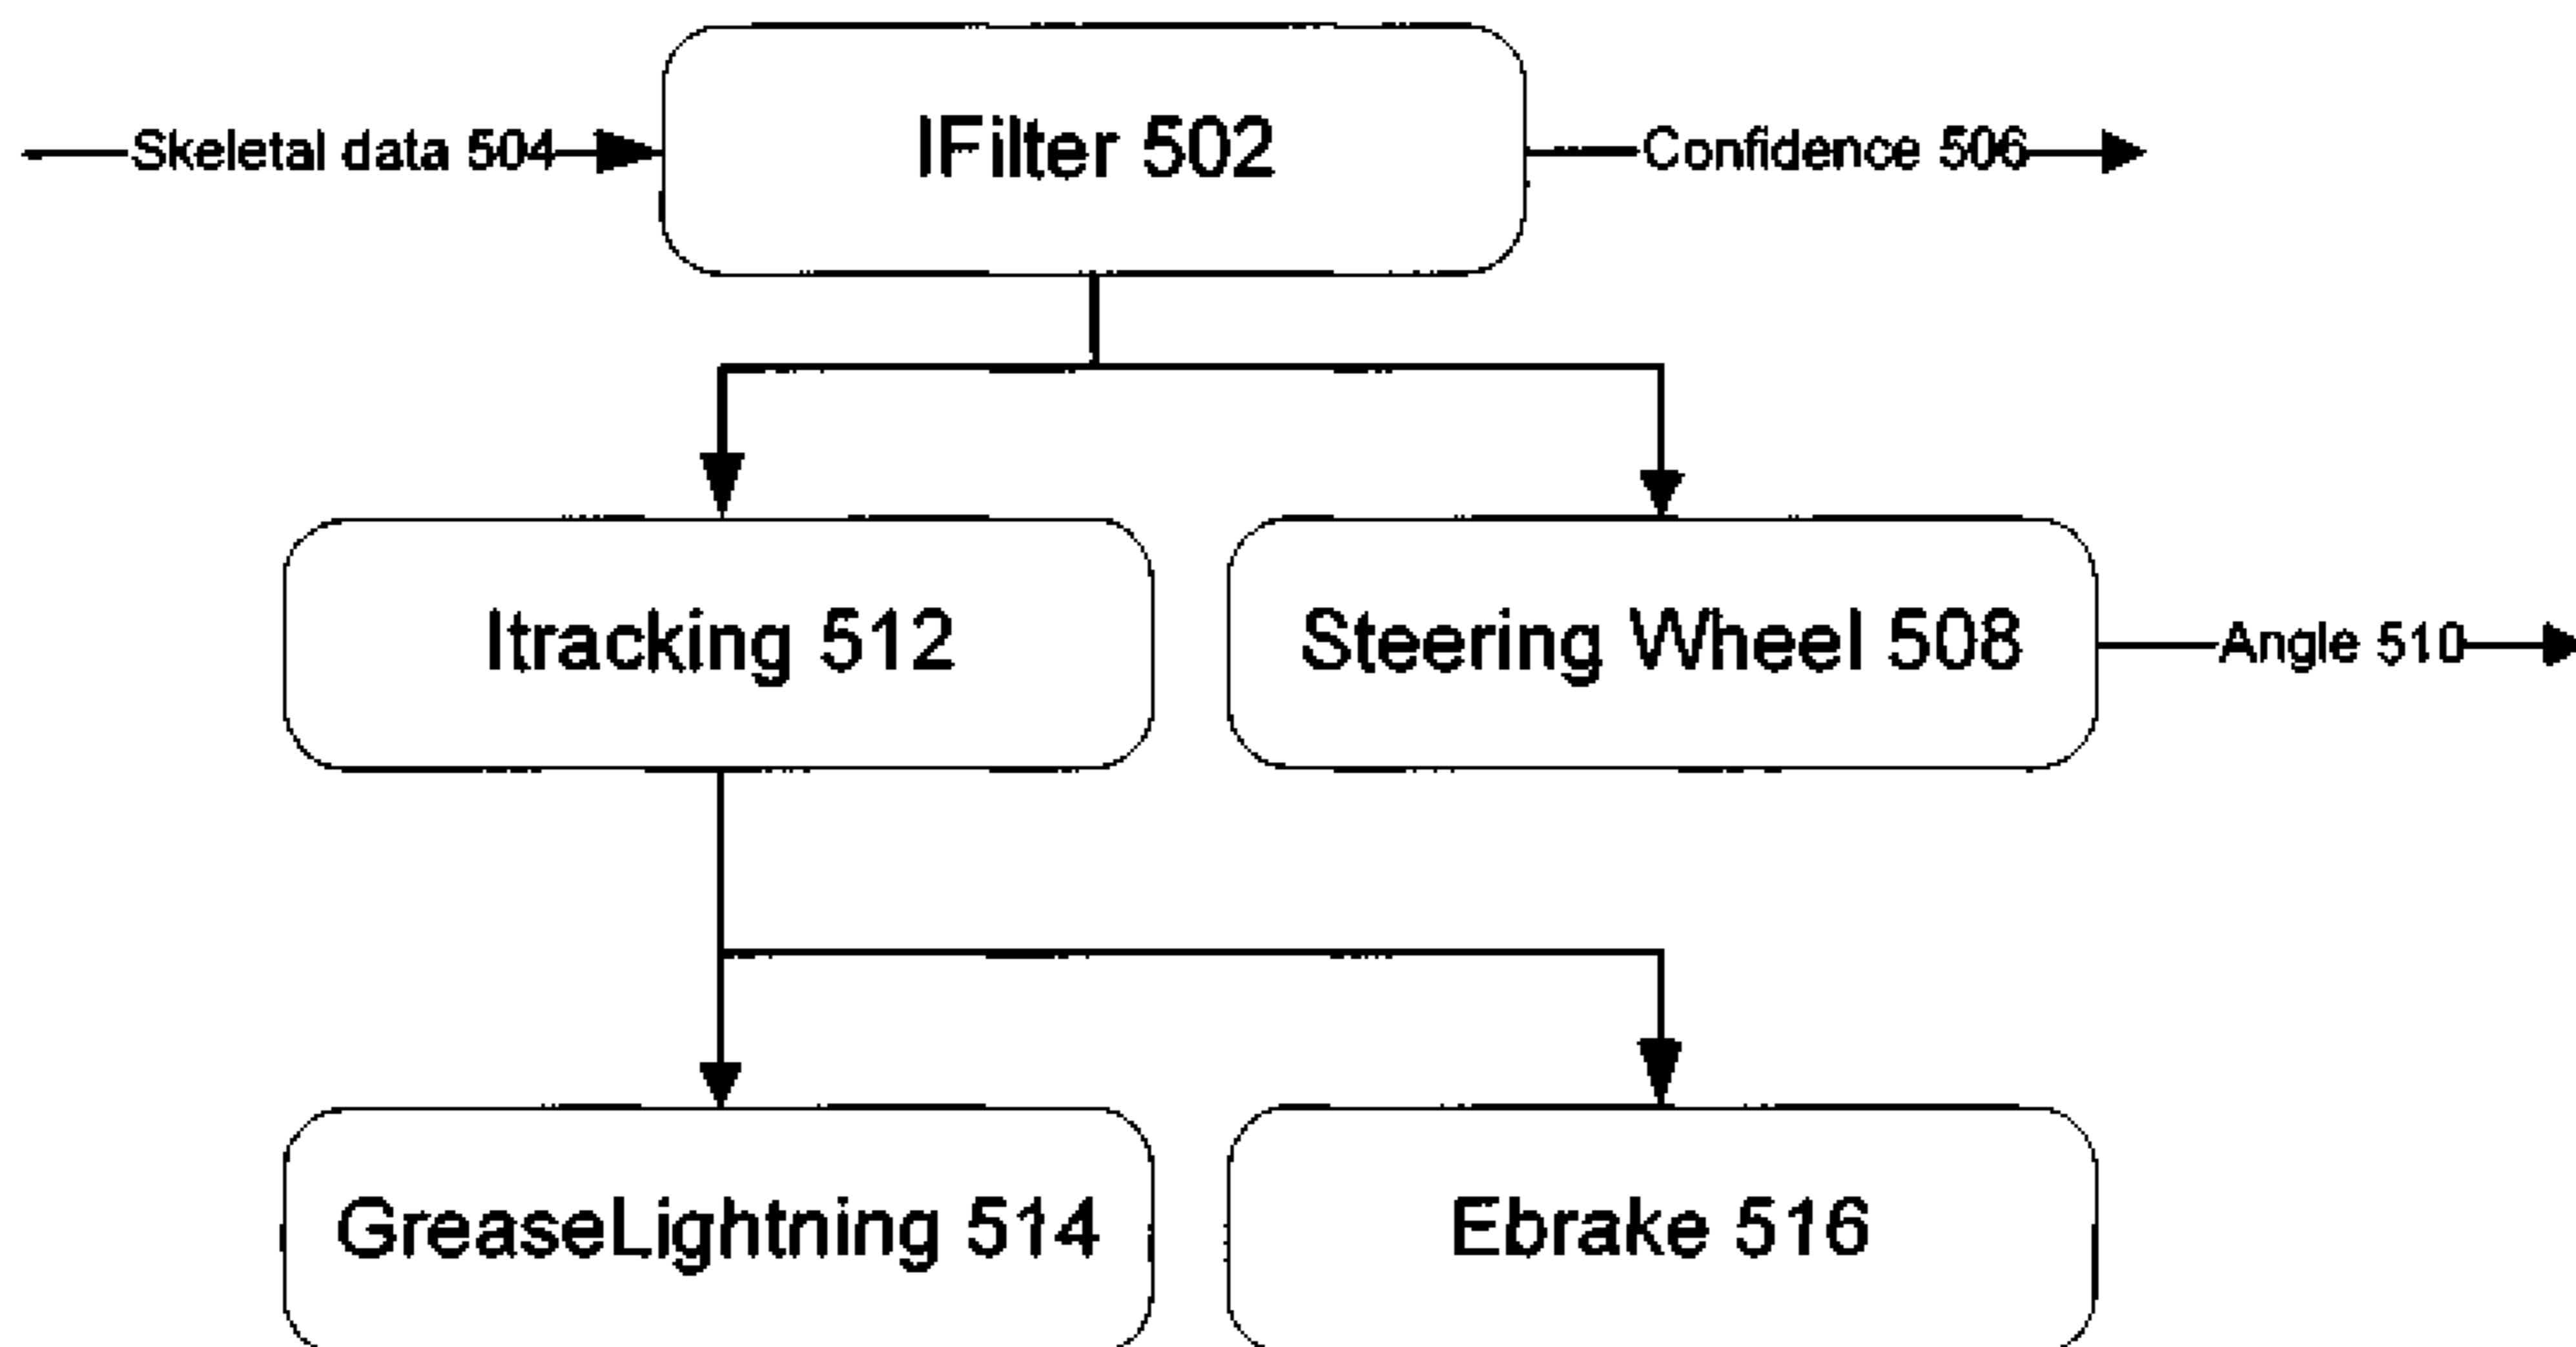 Skeletal data 504
IFilter 502
Confidence 506
Itracking 512
Steering Wheel 508
Angle 510
GreaseLightning 514
Ebrake 516